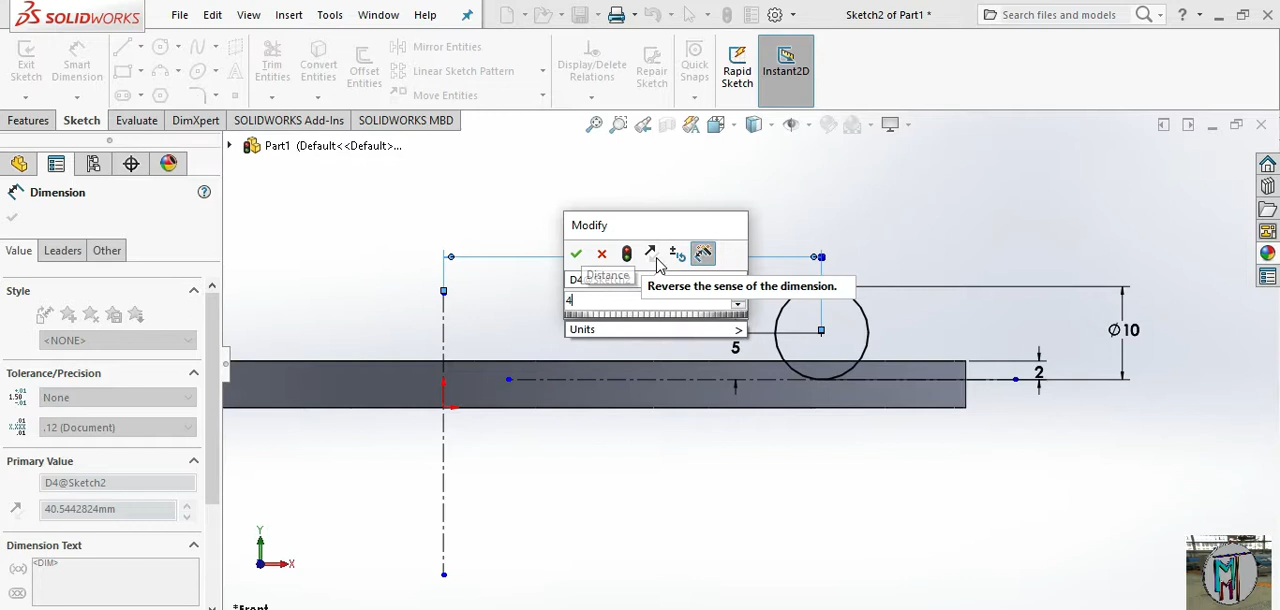 SOLIDWORKS File Edit View Insert Tools Window Help Sketch2 of Part1 * Search files and models ?
Exit Sketch Smart Dimension Trim Entities Convert Entities Offset Entities Mirror Entities Linear Sketch Pattern Move Entities Display/Delete Relations Repair Sketch Quick Snaps Rapid Sketch Instant2D
Features Sketch Evaluate DimXpert SOLIDWORKS Add-Ins SOLIDWORKS MBD
Part1 (Default<<Default>...
Dimension ?
Value Leaders Other
Style
<NONE>
Tolerance/Precision
None
.12 (Document)
Primary Value
D4@Sketch2
40.5442824mm
Dimension Text
<DIM>
Modify
Distance
Reverse the sense of the dimension.
4
Units >
5
Ø10
2
Y
X
*Front